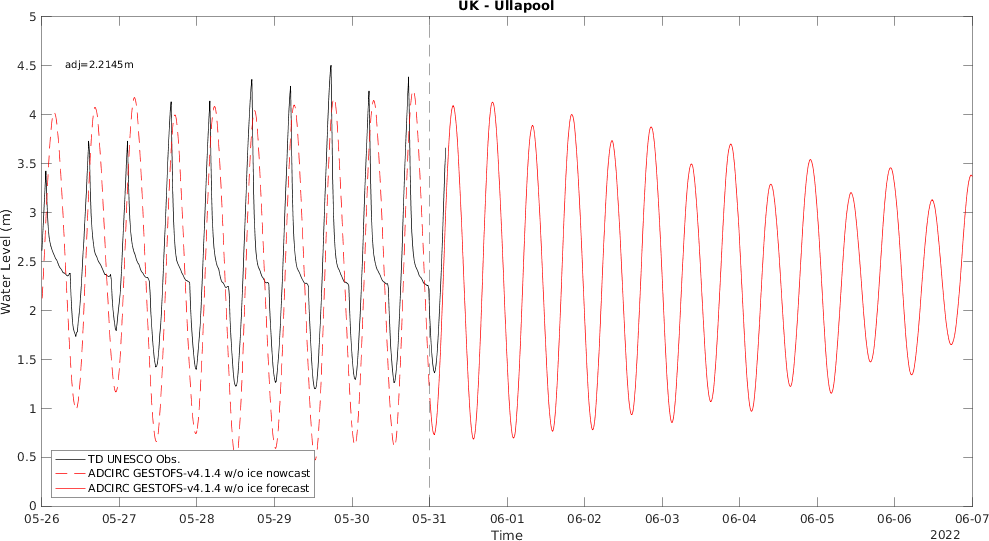 UK - Ullapool
5
4.5
4
3.5
3
2.5
2
1.5
1
0.5
0
Water Level (m)
adj=2.2145m
TD UNESCO Obs.
ADCIRC GESTOFS-v4.1.4 w/o ice nowcast
ADCIRC GESTOFS-v4.1.4 w/o ice forecast
05-26 05-27 05-28 05-29 05-30 05-31 06-01 06-02 06-03 06-04 06-05 06-06 06-07
Time
2022